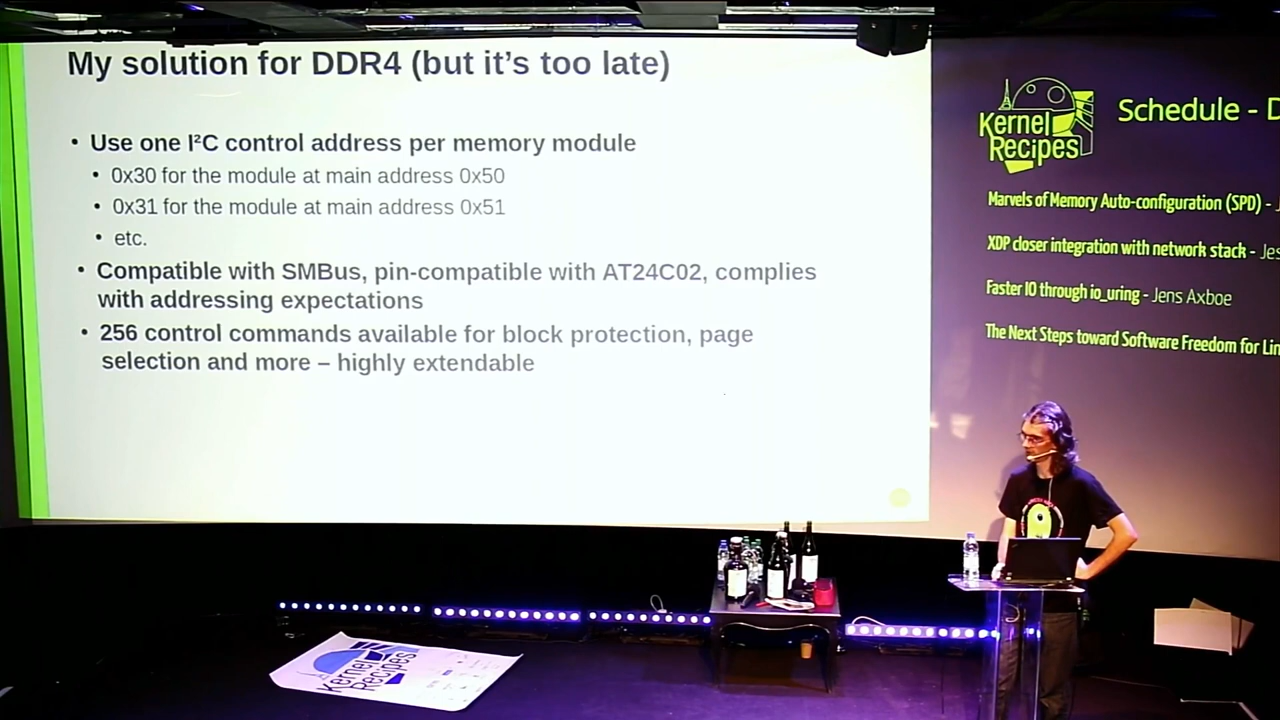 My solution for DDR4 (but it's too late)
• Use one I²C control address per memory module
• 0x30 for the module at main address 0x50
• 0x31 for the module at main address 0x51
• etc.
• Compatible with SMBus, pin-compatible with AT24C02, complies
with addressing expectations
• 256 control commands available for block protection, page
selection and more – highly extendable
Kernel
Recipes
Schedule - D
Marvels of Memory Auto-configuration (SPD) -
XDP closer integration with network stack - Jes
Faster IO through io_uring - Jens Axboe
The Next Steps toward Software Freedom for Lin
Kernel
Recipes